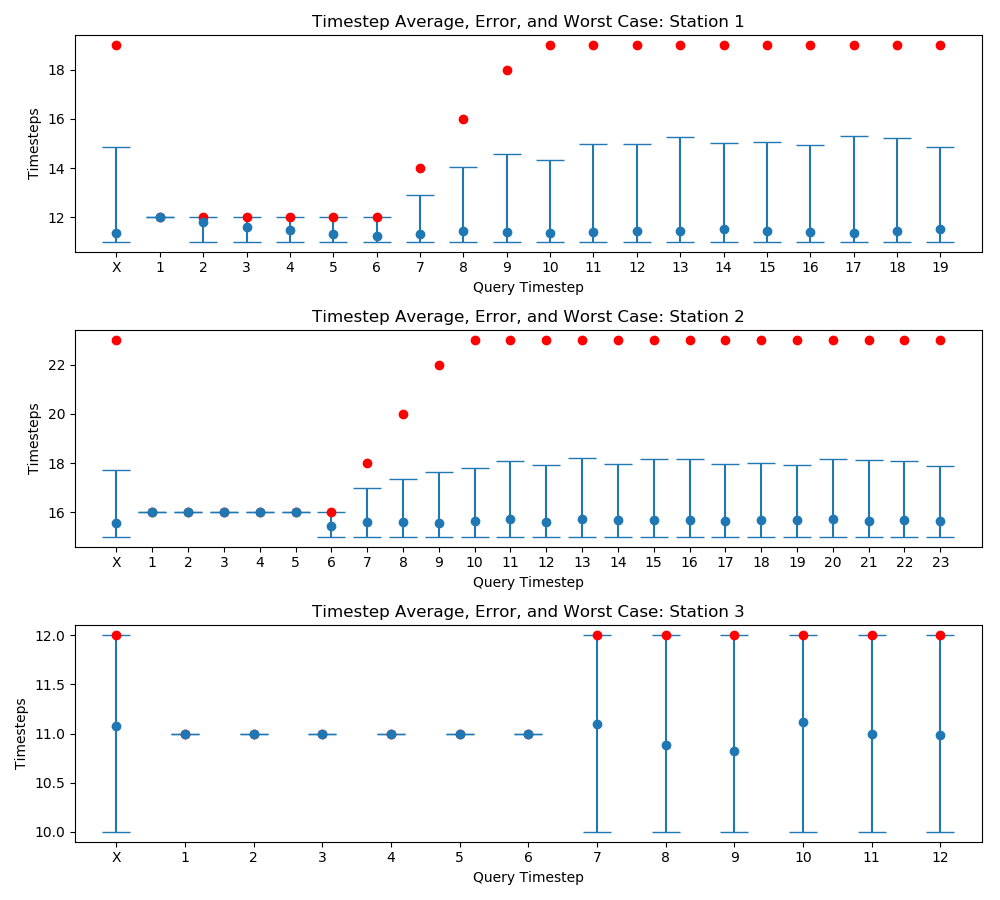 Timestep Average, Error, and Worst Case: Station 1
18
16
14
12
Timesteps
X 1 2 3 4 5 6 7 8 9 10 11 12 13 14 15 16 17 18 19
Query Timestep
Timestep Average, Error, and Worst Case: Station 2
22
20
18
16
Timesteps
X 1 2 3 4 5 6 7 8 9 10 11 12 13 14 15 16 17 18 19 20 21 22 23
Query Timestep
Timestep Average, Error, and Worst Case: Station 3
12.0
11.5
11.0
10.5
10.0
Timesteps
X 1 2 3 4 5 6 7 8 9 10 11 12
Query Timestep